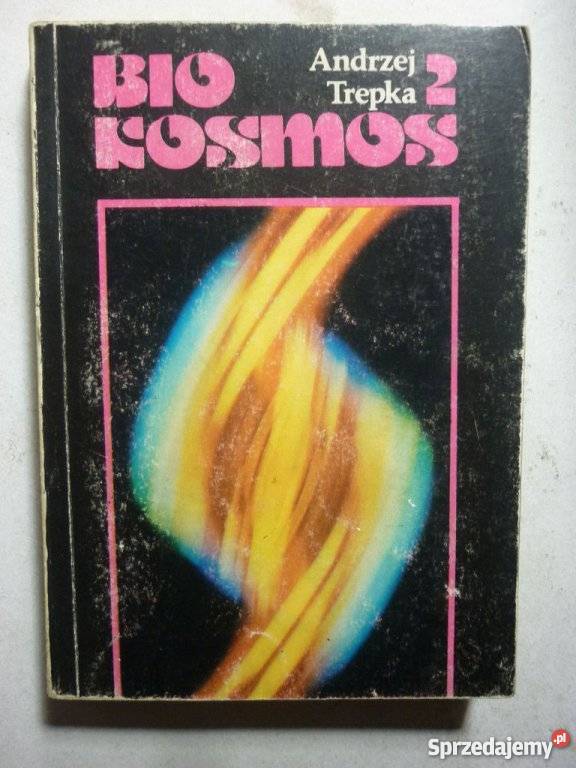 BIO
Andrzej
Trepka 2
KOSMOS
Sprzedajemy.pl